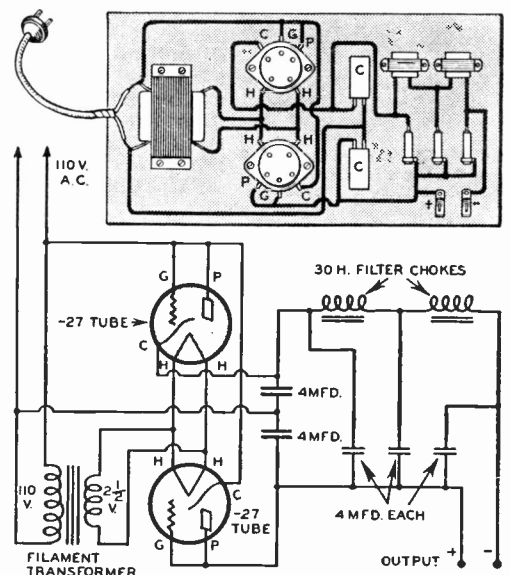 C G P
H H
C
H H
C
P G C
+ -
110 V.
A.C.
G P
-27 TUBE
C
H H
30 H. FILTER CHOKES
4 MFD.
4 MFD.
H H
C
110 V.
2 1/2 V.
-27 TUBE
G P
4 MFD. EACH
FILAMENT TRANSFORMER
OUTPUT + -